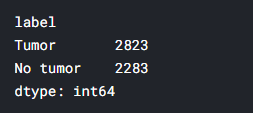 label
Tumor       2823
No tumor    2283
dtype: int64